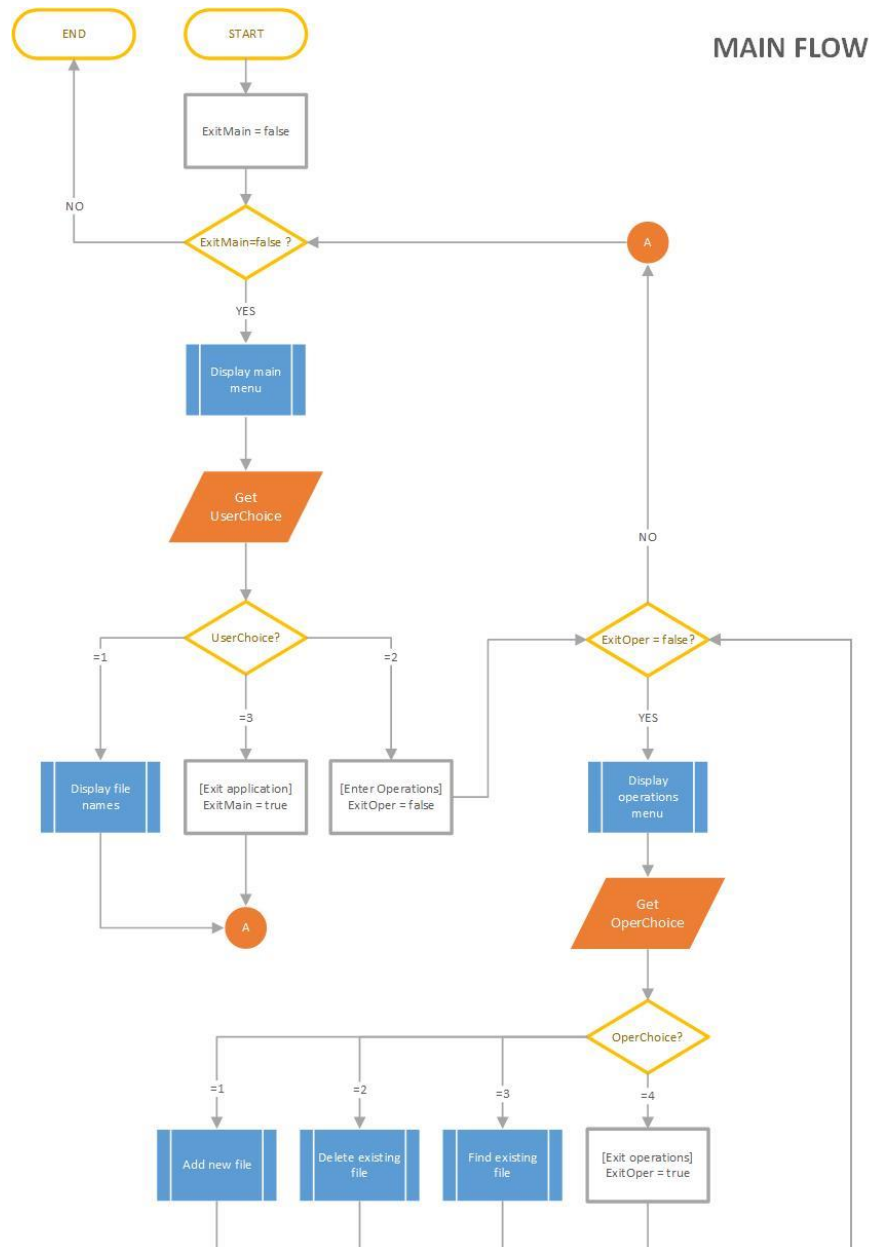 END
START
MAIN FLOW
ExitMain = false
NO
ExitMain=false ?
A
YES
Display main
menu
Get
UserChoice
NO
UserChoice?
ExitOper = false?
=1
=2
=3
YES
Display file
names
[Exit application]
ExitMain = true
[Enter Operations]
ExitOper = false
Display
operations
menu
A
Get
OperChoice
OperChoice?
=1
=2
=3
=4
Add new file
Delete existing
file
Find existing
file
[Exit operations]
ExitOper = true